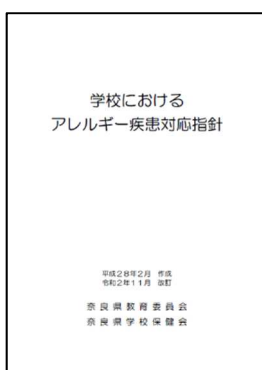 学校における
アレルギー疾患対応指針
平成28年2月 作成
令和2年11月 改訂
奈良県教育委員会
奈良県学校保健会